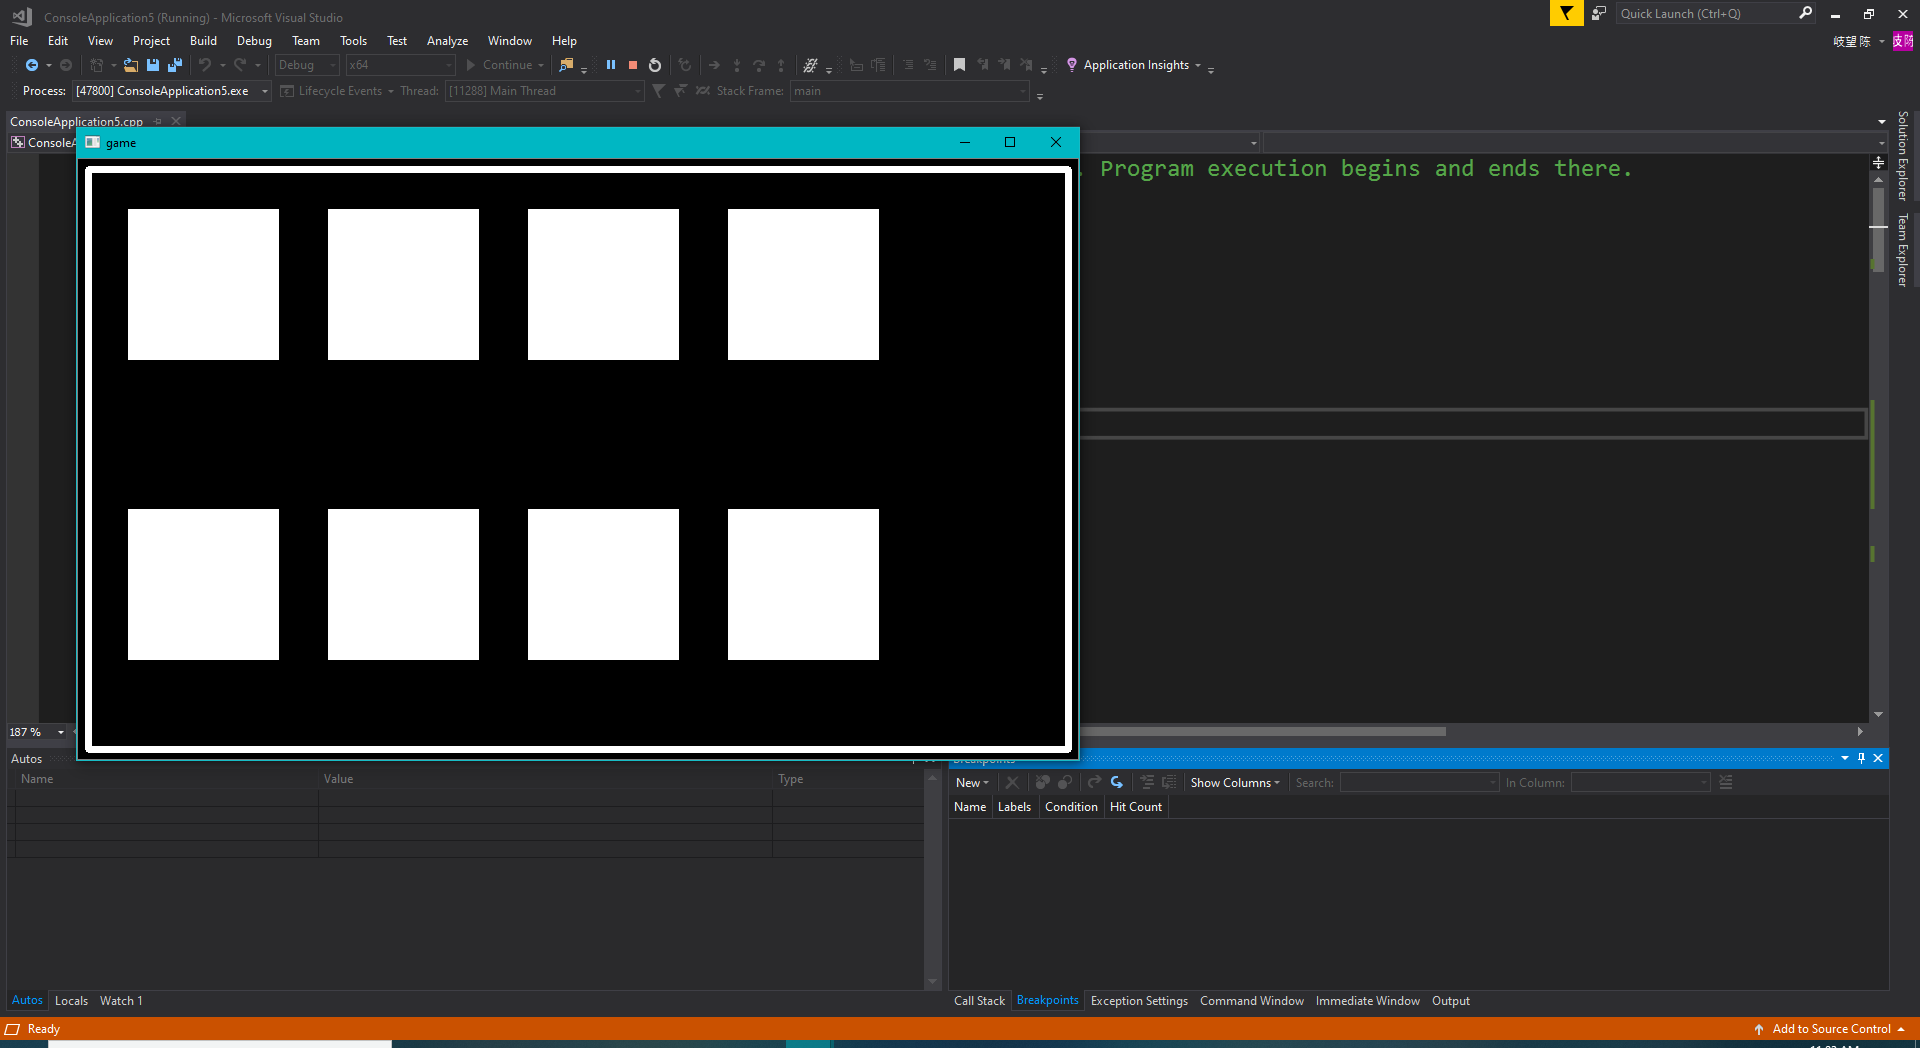 ConsoleApplication5 (Running) - Microsoft Visual Studio
Quick Launch (Ctrl+Q)
File Edit View Project Build Debug Team Tools Test Analyze Window Help
岐望 陈
Debug x64 Continue Application Insights
Process: [47800] ConsoleApplication5.exe Lifecycle Events Thread: [11288] Main Thread Stack Frame: main
ConsoleApplication5.cpp
ConsoleA
game
. Program execution begins and ends there.
Solution Explorer
Team Explorer
187 %
Autos
Name Value Type
Breakpoints
New Show Columns Search: In Column:
Name Labels Condition Hit Count
Autos Locals Watch 1
Call Stack Breakpoints Exception Settings Command Window Immediate Window Output
Ready
Add to Source Control